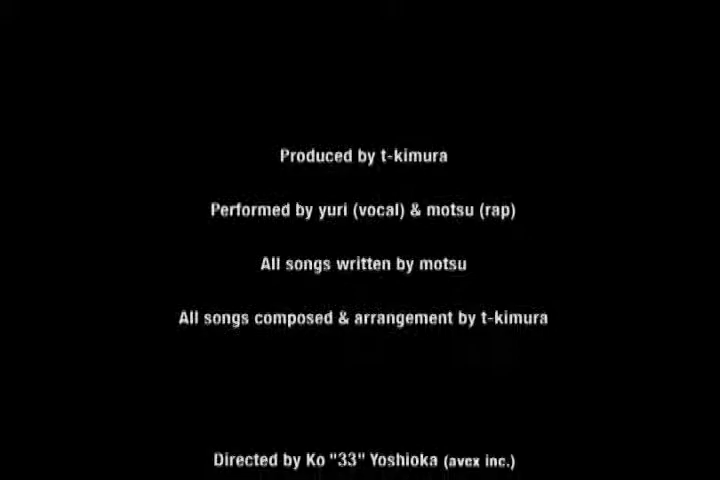 Produced by t-kimura
Performed by yuri (vocal) & motsu (rap)
All songs written by motsu
All songs composed & arrangement by t-kimura
Directed by Ko "33" Yoshioka (avex inc.)